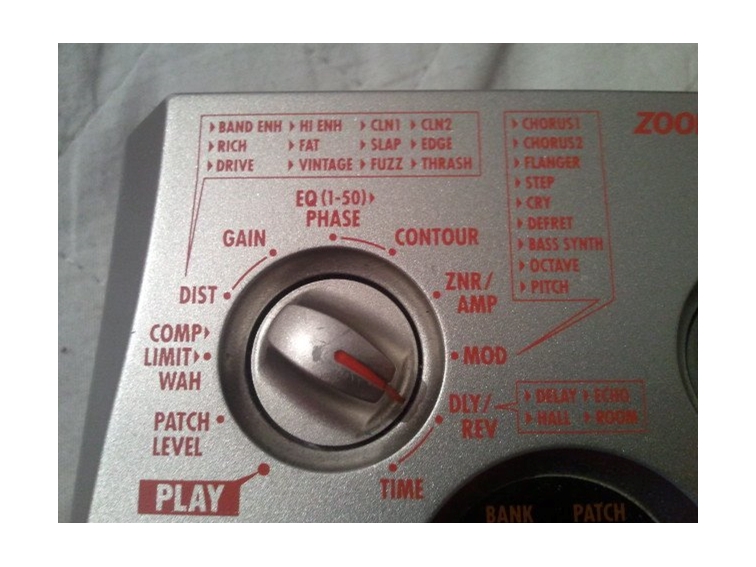 ▸BAND ENH ▸HI ENH ▸CLN1 ▸CLN2
▸RICH ▸FAT ▸SLAP ▸EDGE
▸DRIVE ▸VINTAGE ▸FUZZ ▸THRASH
▸CHORUS1
▸CHORUS2
▸FLANGER
▸STEP
▸CRY
▸DEFRET
▸BASS SYNTH
▸OCTAVE
▸PITCH
EQ (1-50)▸
PHASE
GAIN
CONTOUR
DIST
ZNR/
AMP
COMP▸
LIMIT▸
WAH
MOD
PATCH
LEVEL
DLY/
REV
▸DELAY ▸ECHO
▸HALL ▸ROOM
PLAY
TIME
BANK PATCH